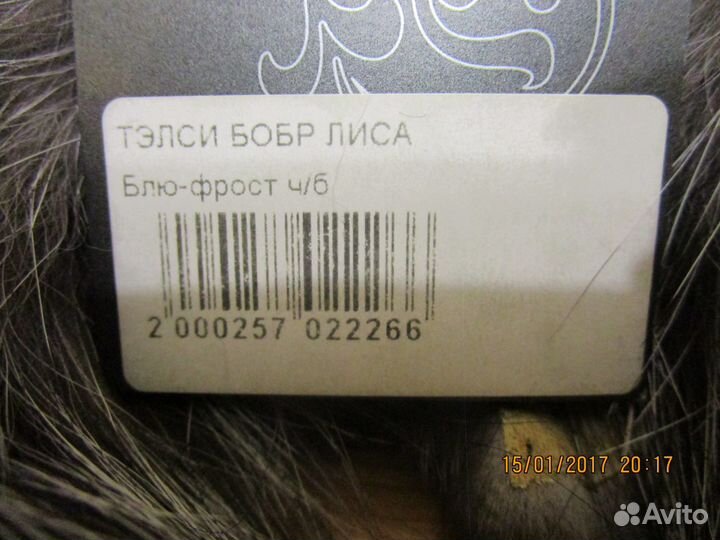 ТЭЛСИ БОБР ЛИСА
Блю-фрост ч/б
2 000257 022266
15/01/2017 20:17
Avito